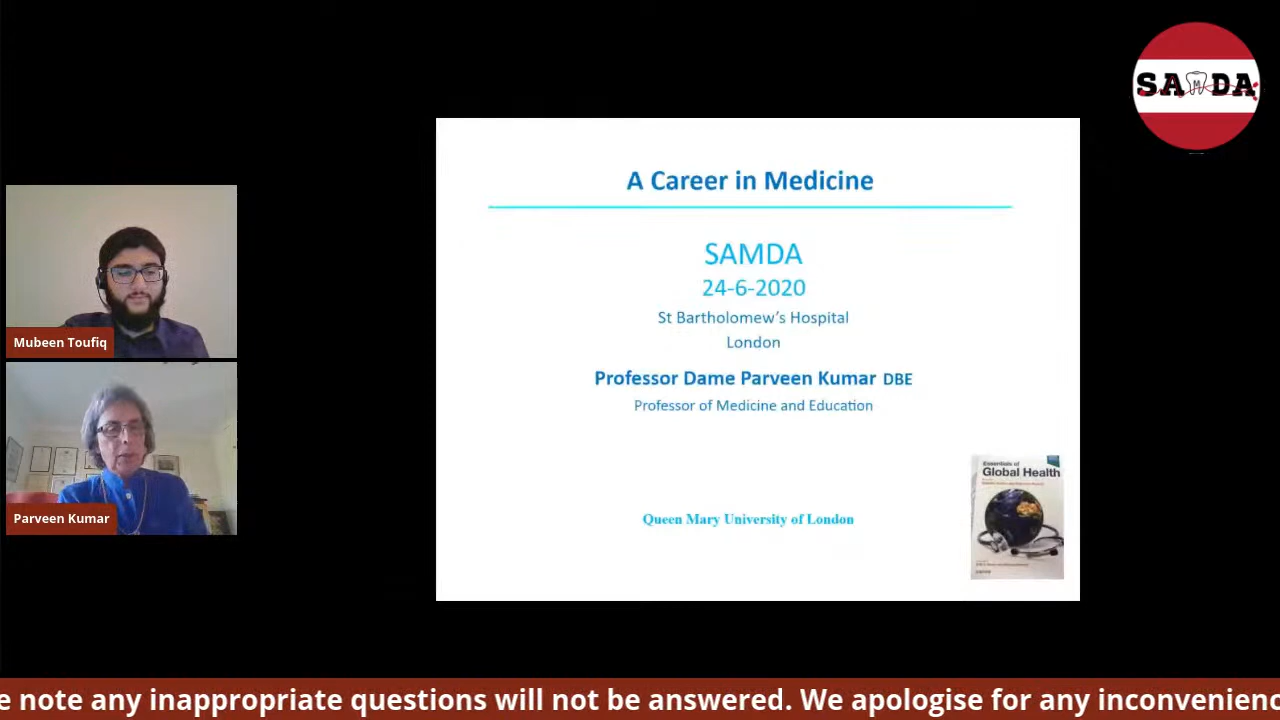 SAMDA
A Career in Medicine
SAMDA
24-6-2020
St Bartholomew's Hospital
London
Professor Dame Parveen Kumar DBE
Professor of Medicine and Education
Essentials of
Global Health
Queen Mary University of London
Mubeen Toufiq
Parveen Kumar
e note any inappropriate questions will not be answered. We apologise for any inconvenienc